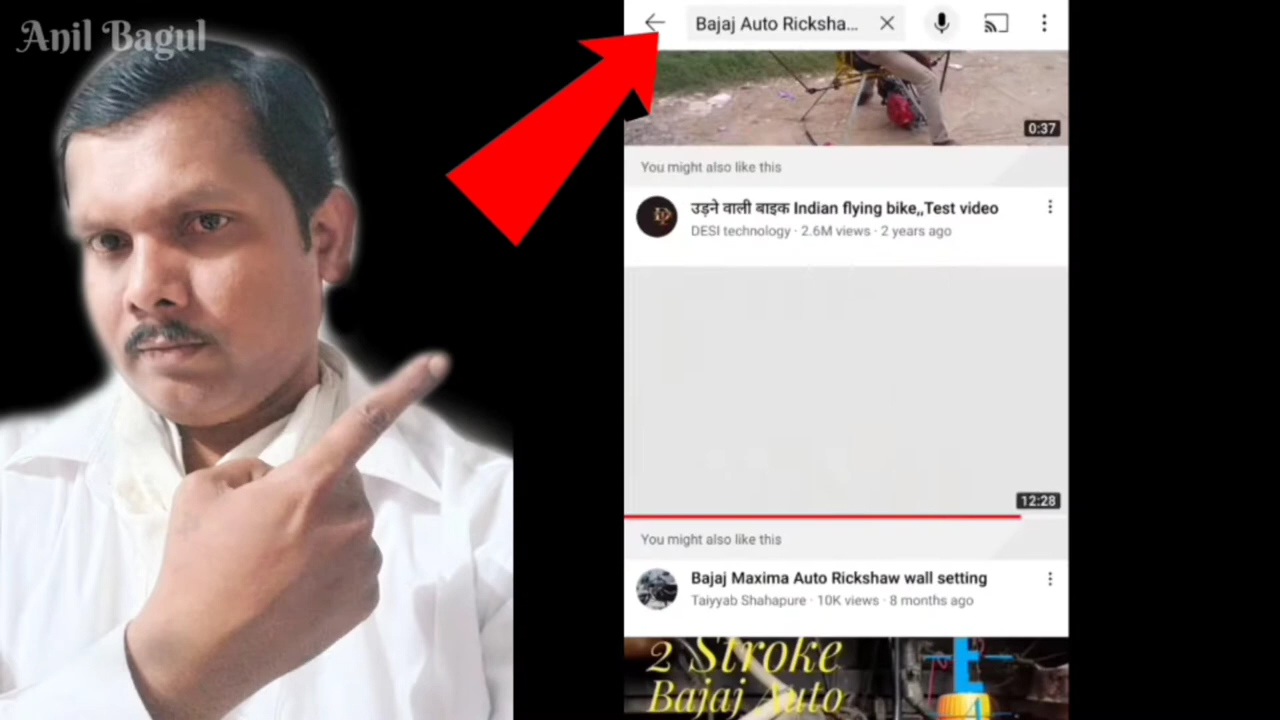 Anil Bagul
Bajaj Auto Ricksha...
0:37
You might also like this
उड़ने वाली बाइक Indian flying bike,,Test video
DESI technology · 2.6M views · 2 years ago
12:28
You might also like this
Bajaj Maxima Auto Rickshaw wall setting
Taiyyab Shahapure · 10K views · 8 months ago
2 Stroke
Bajaj Auto